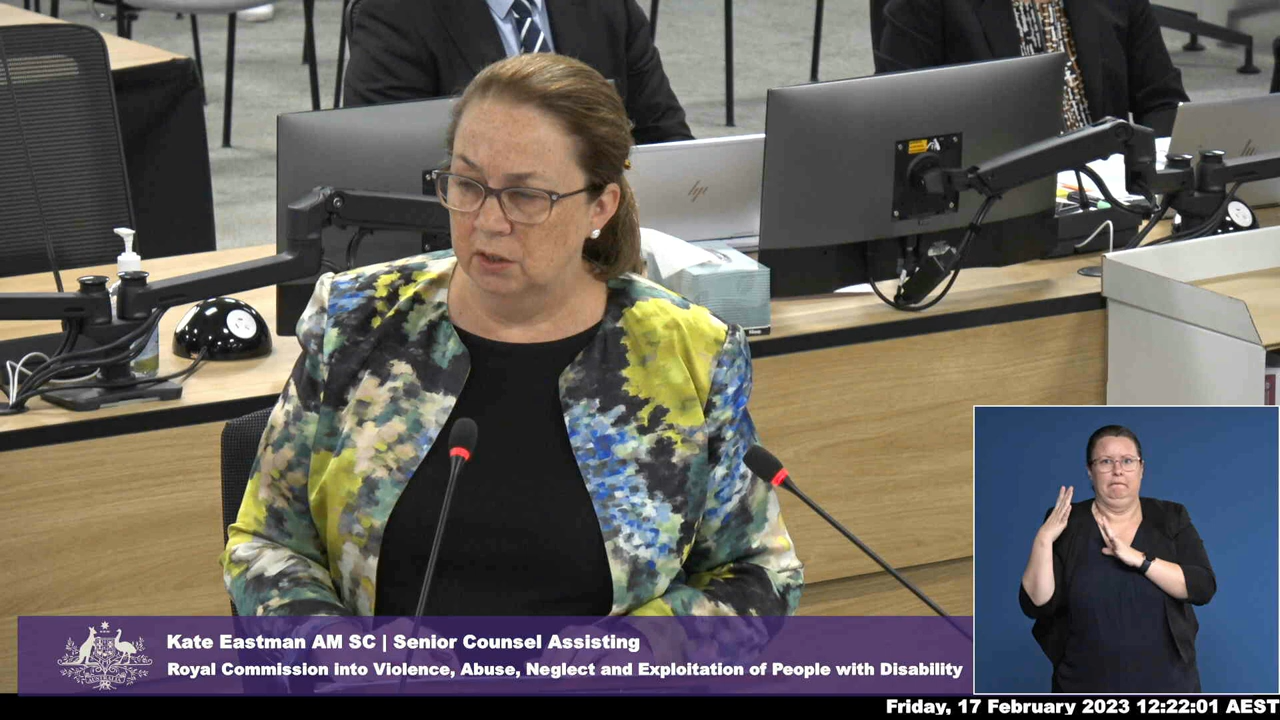 hp
Kate Eastman AM SC | Senior Counsel Assisting
Royal Commission into Violence, Abuse, Neglect and Exploitation of People with Disability
Friday, 17 February 2023 12:22:01 AEST